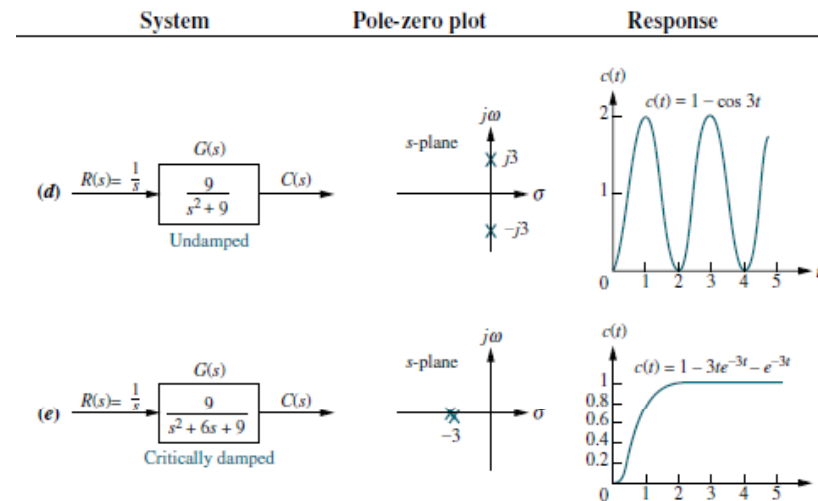 System Pole-zero plot Response
c(t)
c(t) = 1 – cos 3t
jω
G(s)
s-plane
j3
2
R(s)= 1/s
C(s)
(d)
9
s² + 9
σ
1
Undamped
–j3
0 1 2 3 4 5
jω
c(t)
G(s)
s-plane
c(t) = 1 – 3te⁻³ᵗ – e⁻³ᵗ
R(s)= 1/s
C(s)
(e)
9
s² + 6s + 9
σ
–3
Critically damped
1
0.8
0.6
0.4
0.2
0 1 2 3 4 5